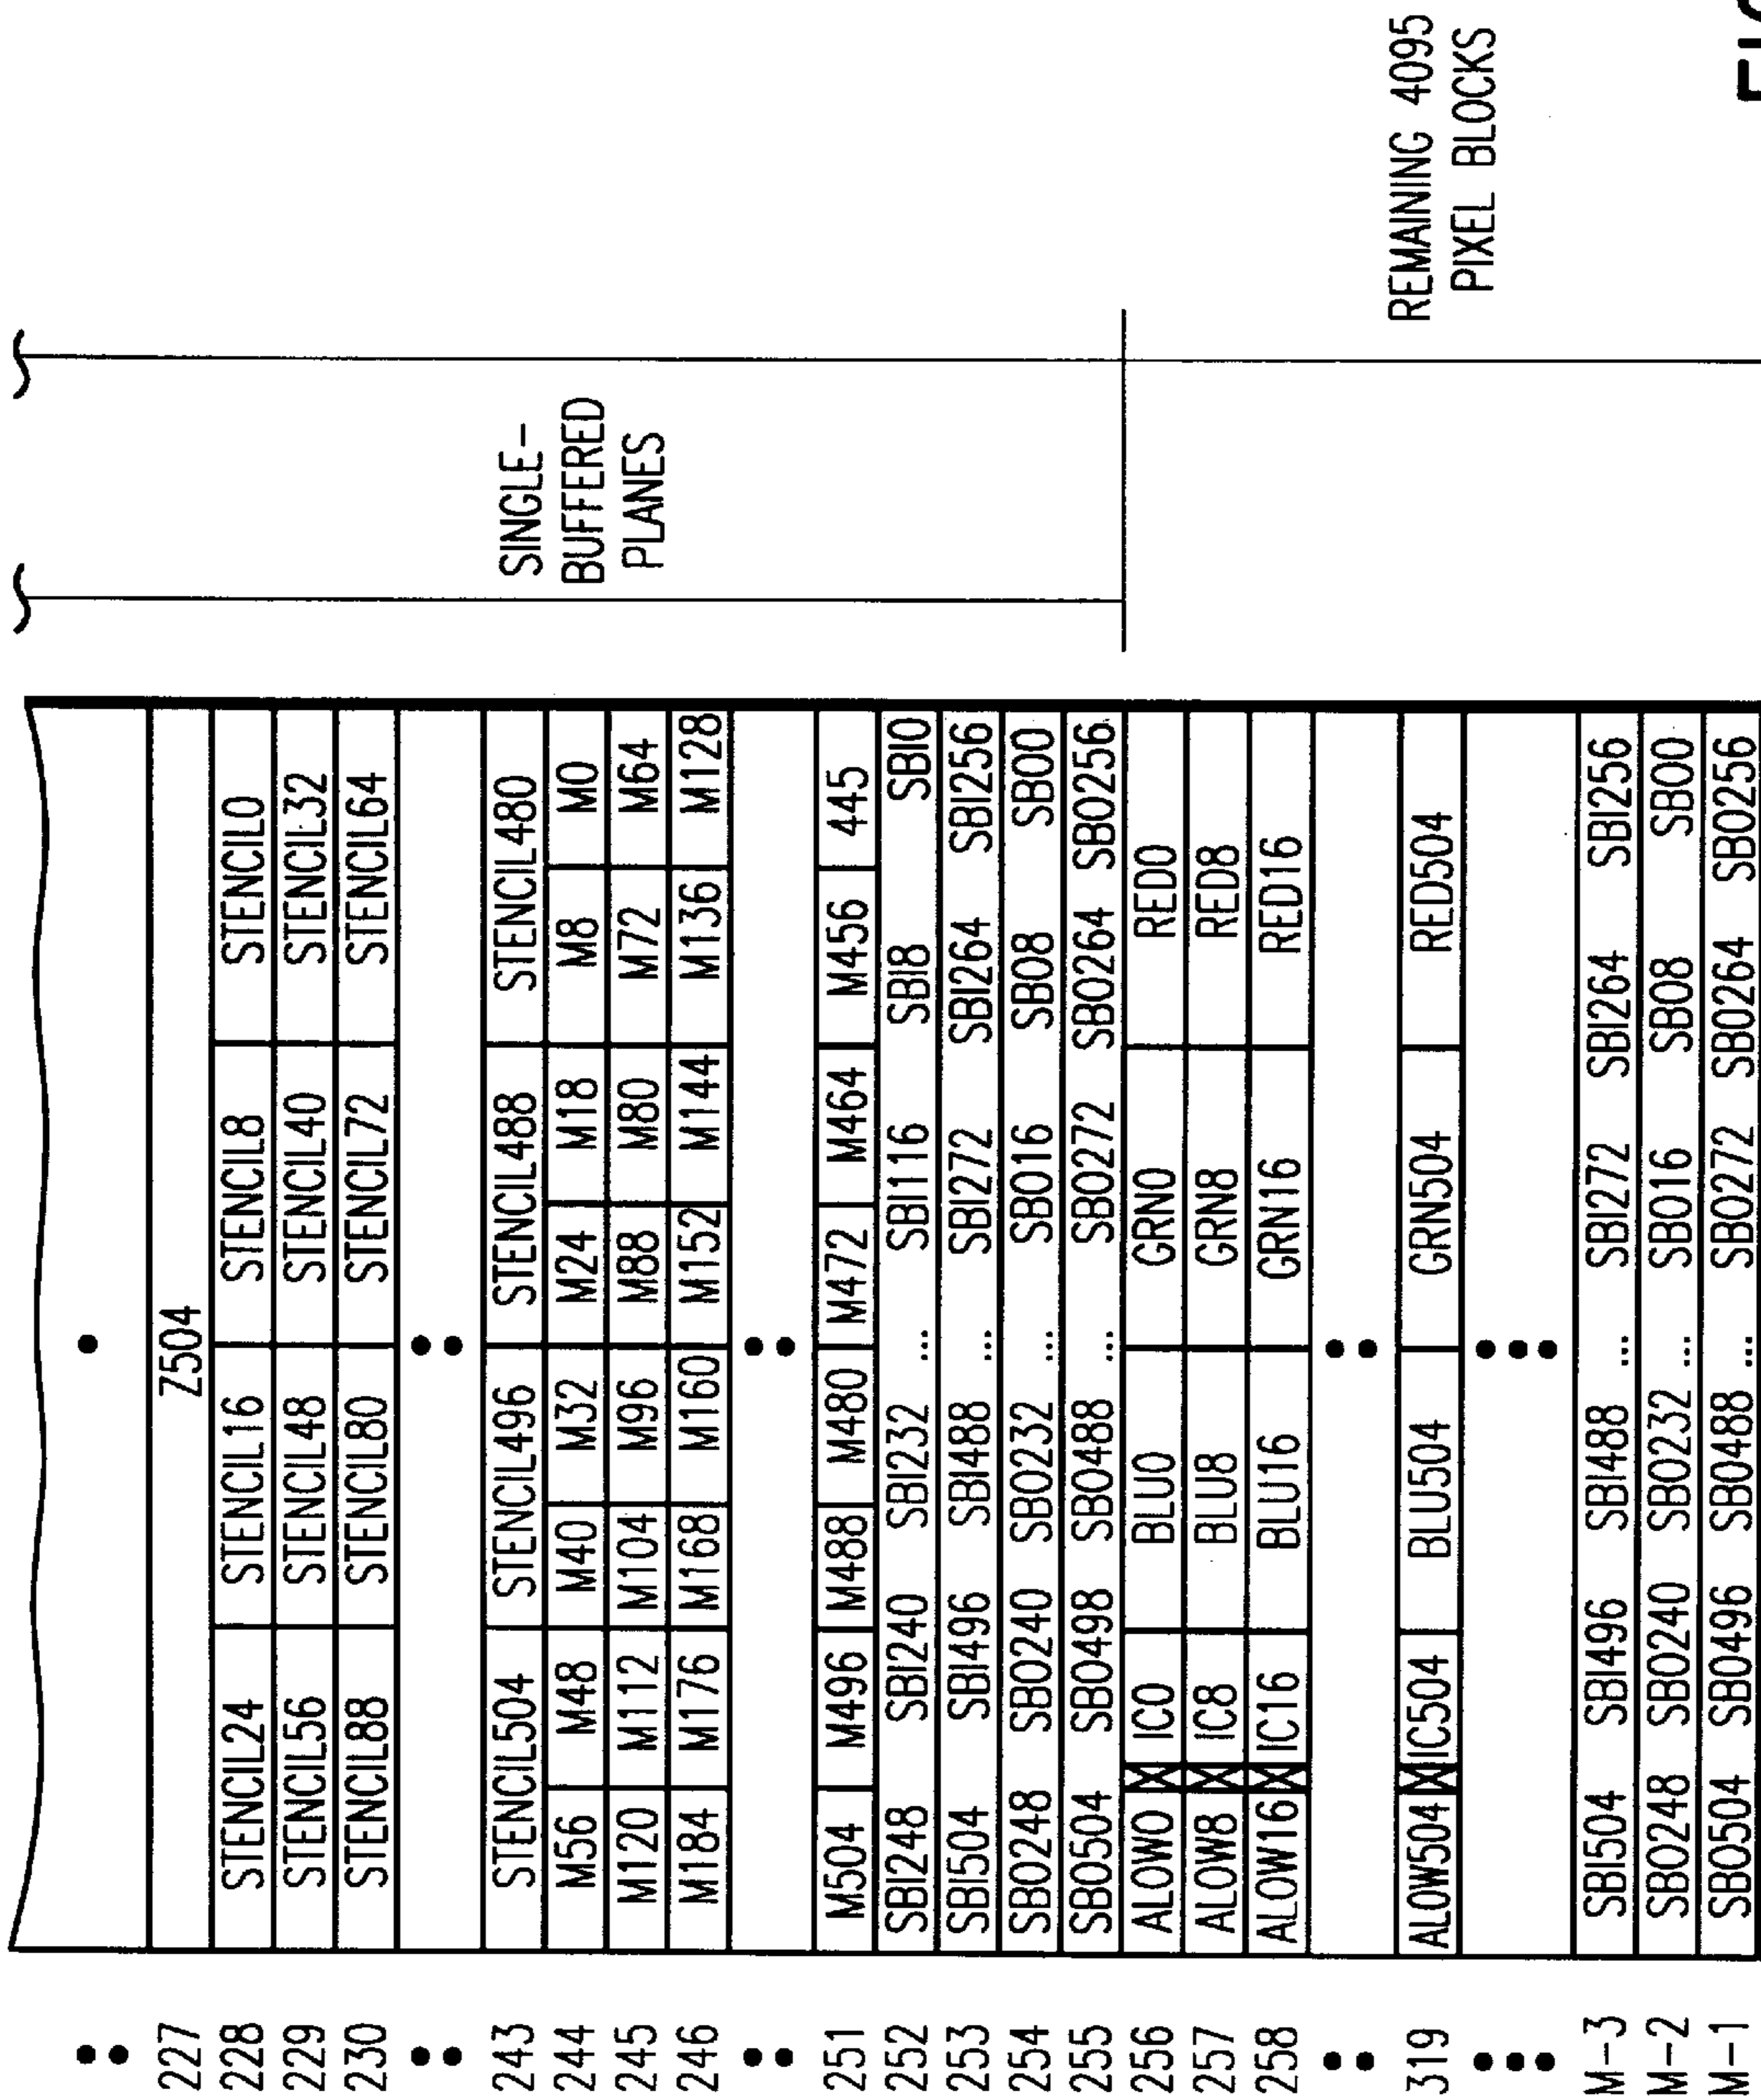 227 Z504
228 STENCIL24 STENCIL16 STENCIL8 STENCIL0
229 STENCIL56 STENCIL48 STENCIL40 STENCIL32
230 STENCIL88 STENCIL80 STENCIL72 STENCIL64
243 STENCIL504 STENCIL496 STENCIL488 STENCIL480
244 M56 M48 M40 M32 M24 M18 M8 M0
245 M120 M112 M104 M96 M88 M80 M72 M64
246 M184 M176 M168 M160 M152 M144 M136 M128
251 M504 M496 M488 M480 M472 M464 M456 445
252 SBI248 SBI240 SBI232 ... SBI116 SBI8 SBI0
253 SBI504 SBI496 SBI488 ... SBI272 SBI264 SBI256
254 SBO248 SBO240 SBO232 ... SBO16 SBO8 SBO0
255 SBO504 SBO498 SBO488 ... SBO272 SBO264 SBO256
SINGLE-
BUFFERED
PLANES
256 ALOW0 X IC0 BLU0 GRN0 RED0
257 ALOW8 X IC8 BLU8 GRN8 RED8
258 ALOW16 X IC16 BLU16 GRN16 RED16
319 ALOW504 X IC504 BLU504 GRN504 RED504
M-3 SBI504 SBI496 SBI488 ... SBI272 SBI264 SBI256
M-2 SBO248 SBO240 SBO232 ... SBO16 SBO8 SBO0
M-1 SBO504 SBO496 SBO488 ... SBO272 SBO264 SBO256
REMAINING 4095
PIXEL BLOCKS